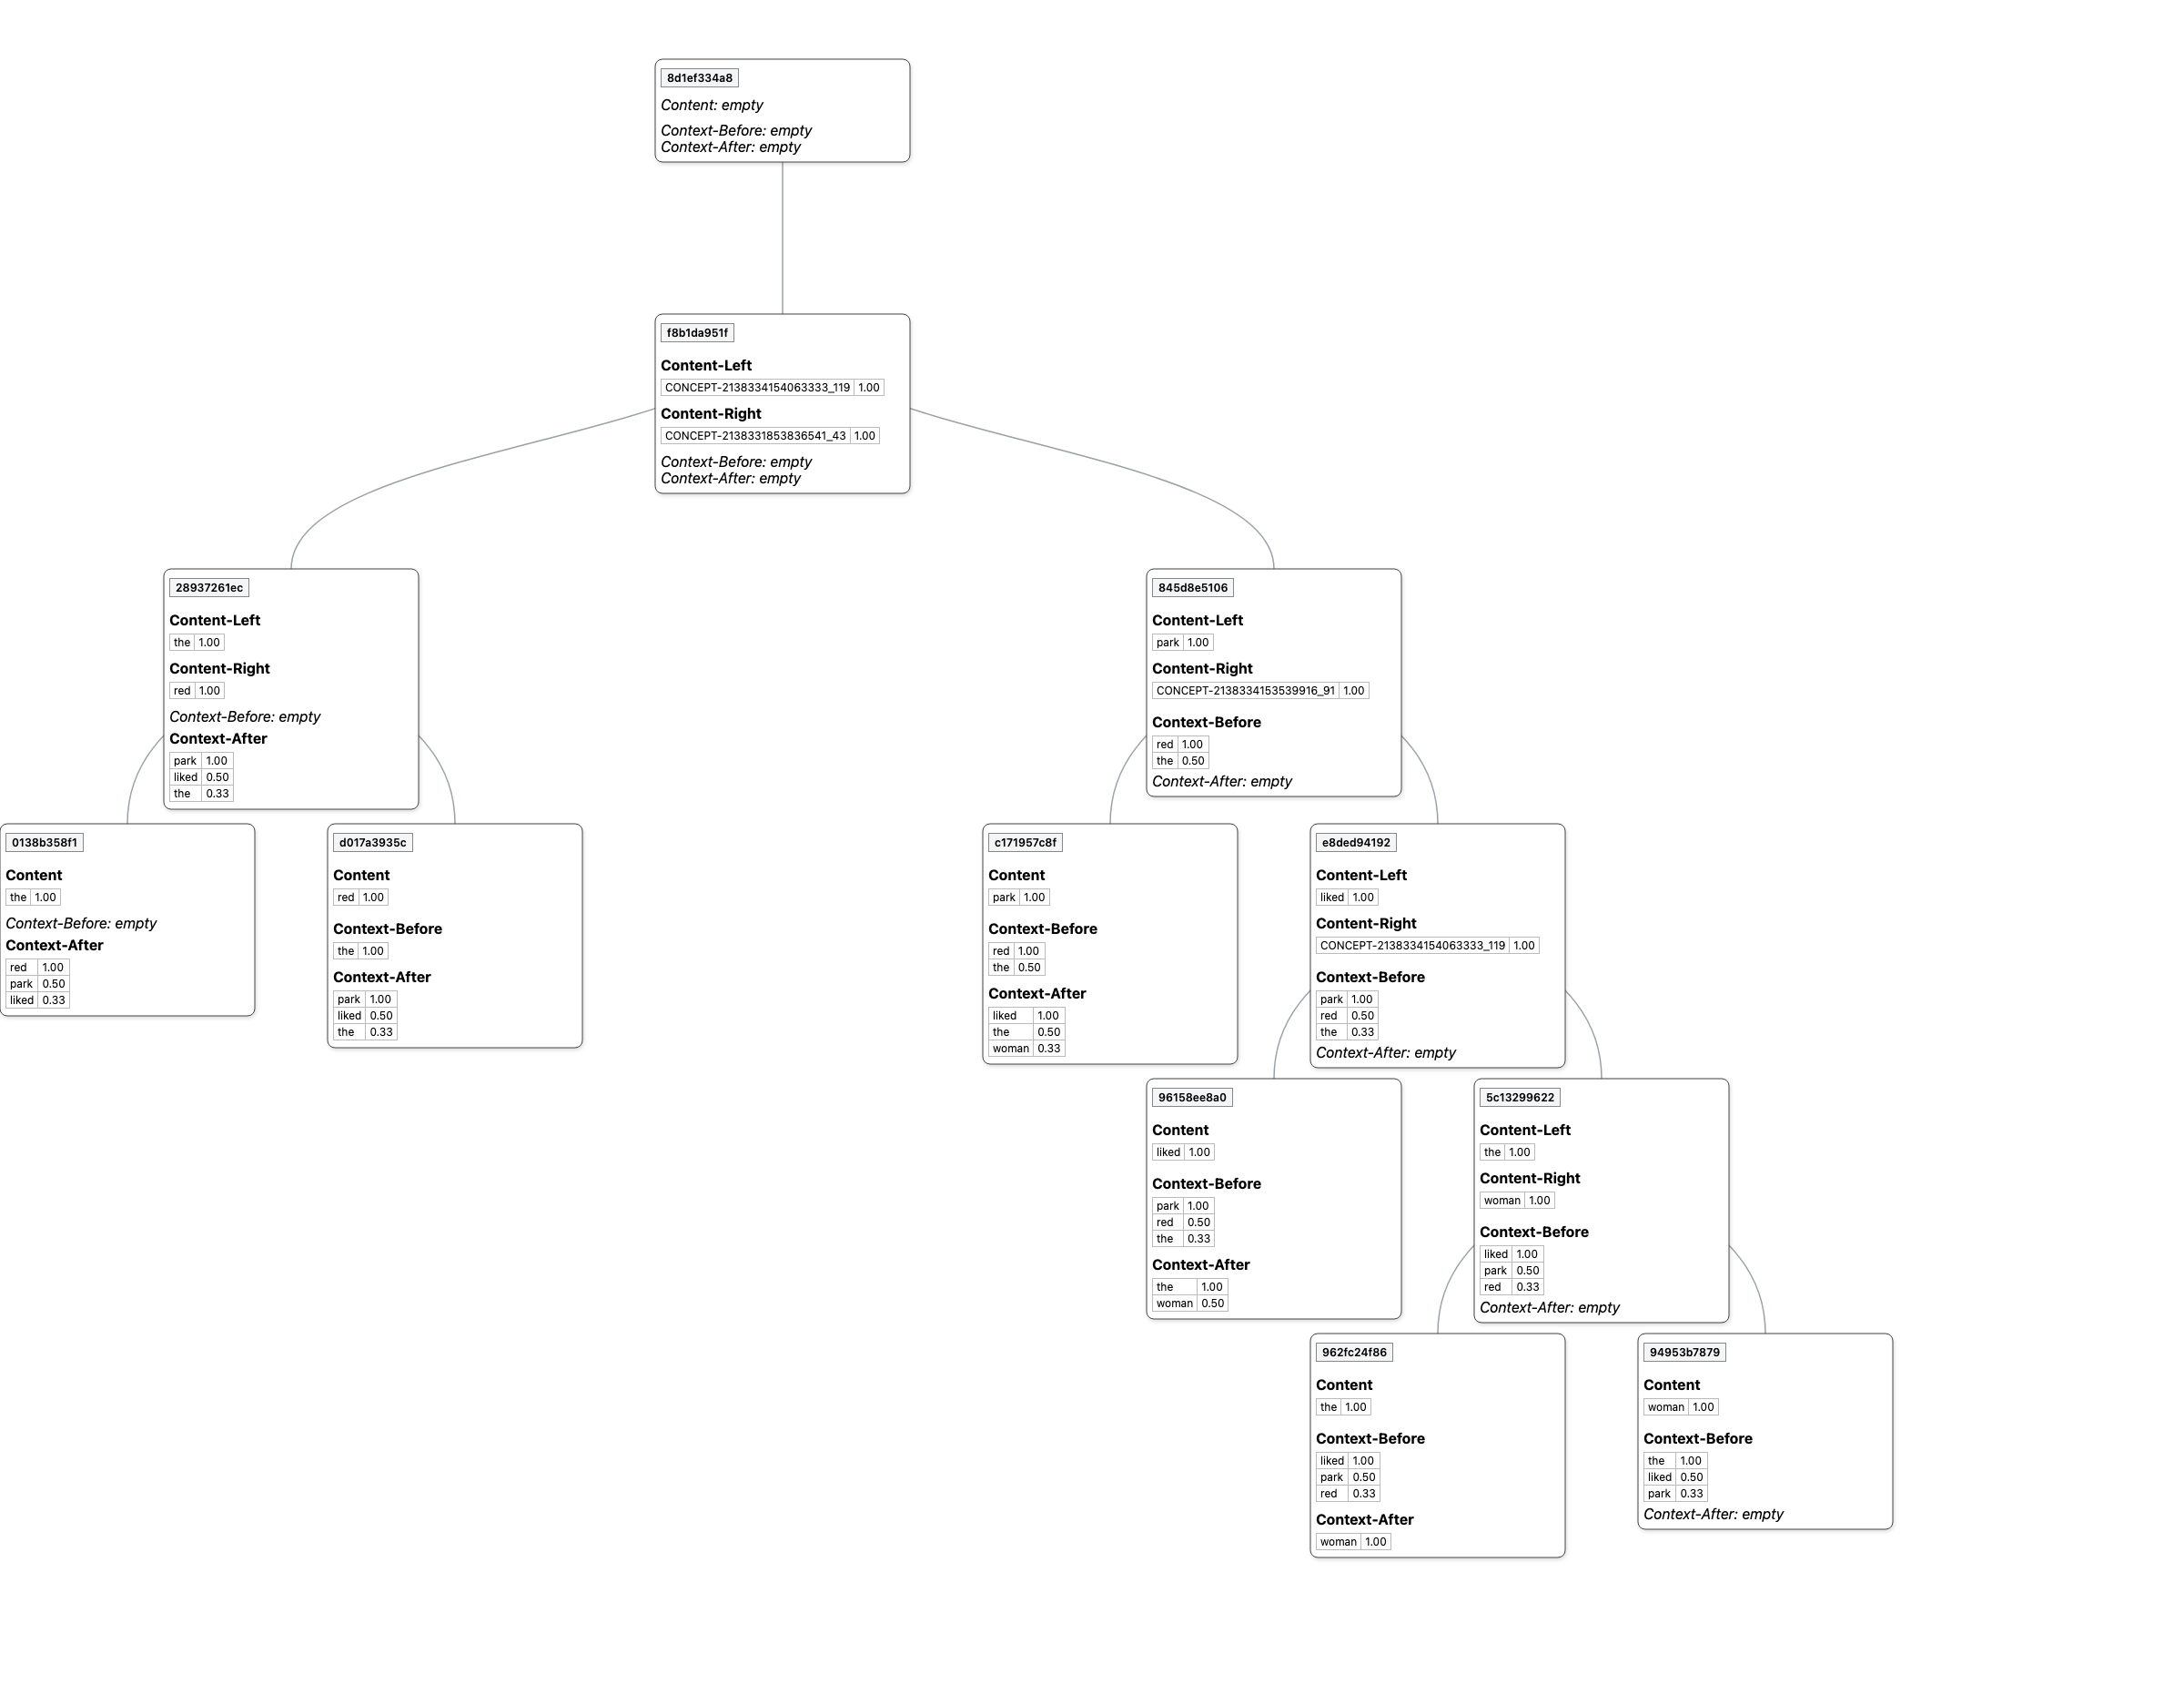 8d1ef334a8
Content: empty
Context-Before: empty
Context-After: empty
f8b1da951f
Content-Left
CONCEPT-2138334154063333_119 1.00
Content-Right
CONCEPT-2138331853836541_43 1.00
Context-Before: empty
Context-After: empty
28937261ec
Content-Left
the 1.00
Content-Right
red 1.00
Context-Before: empty
Context-After
park 1.00
liked 0.50
the 0.33
845d8e5106
Content-Left
park 1.00
Content-Right
CONCEPT-2138334153539916_91 1.00
Context-Before
red 1.00
the 0.50
Context-After: empty
0138b358f1
Content
the 1.00
Context-Before: empty
Context-After
red 1.00
park 0.50
liked 0.33
d017a3935c
Content
red 1.00
Context-Before
the 1.00
Context-After
park 1.00
liked 0.50
the 0.33
c171957c8f
Content
park 1.00
Context-Before
red 1.00
the 0.50
Context-After
liked 1.00
the 0.50
woman 0.33
e8ded94192
Content-Left
liked 1.00
Content-Right
CONCEPT-2138334154063333_119 1.00
Context-Before
park 1.00
red 0.50
the 0.33
Context-After: empty
96158ee8a0
Content
liked 1.00
Context-Before
park 1.00
red 0.50
the 0.33
Context-After
the 1.00
woman 0.50
5c13299622
Content-Left
the 1.00
Content-Right
woman 1.00
Context-Before
liked 1.00
park 0.50
red 0.33
Context-After: empty
962fc24f86
Content
the 1.00
Context-Before
liked 1.00
park 0.50
red 0.33
Context-After
woman 1.00
94953b7879
Content
woman 1.00
Context-Before
the 1.00
liked 0.50
park 0.33
Context-After: empty